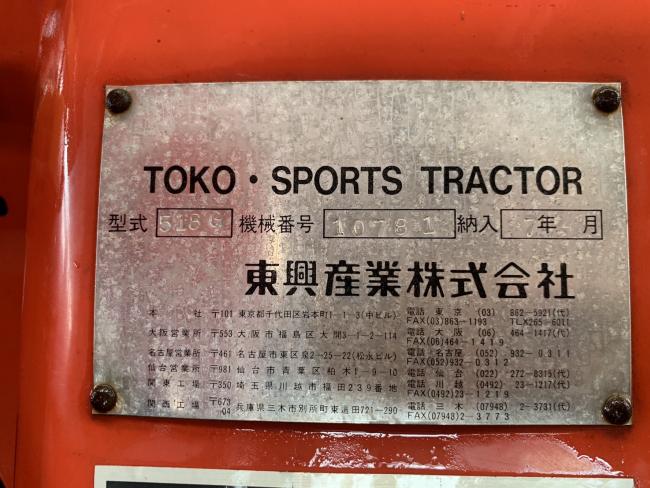 TOKO・SPORTS TRACTOR
型式 518G 機械番号 10781 納入 7年 月
東興産業株式会社
本社 〒101 東京都千代田区岩本町1-1-3(中ビル) 電話 東京 (03) 862-5921(代)
FAX(03)863-1193 TLX265-6011
大阪営業所 〒553 大阪市福島区大開3-1-2-114 電話 大阪 (06) 464-1417(代)
FAX(06)464-1419
名古屋営業所 〒461 名古屋市東区泉2-25-22(松永ビル) 電話 (名古屋) (052) 932-0311
FAX(052)932-0312
仙台営業所 〒981 仙台市青葉区柏木1-9-10 電話 仙台 (022) 272-8315(代)
関東工場 〒350 埼玉県川越市福田239番地 電話 川越 (0492) 23-1217(代)
FAX(0492)23-1219
関西工場 〒673-04 兵庫県三木市別所町東這田721-290 電話 三木 (07948) 2-3731(代)
FAX(07948)2-3773